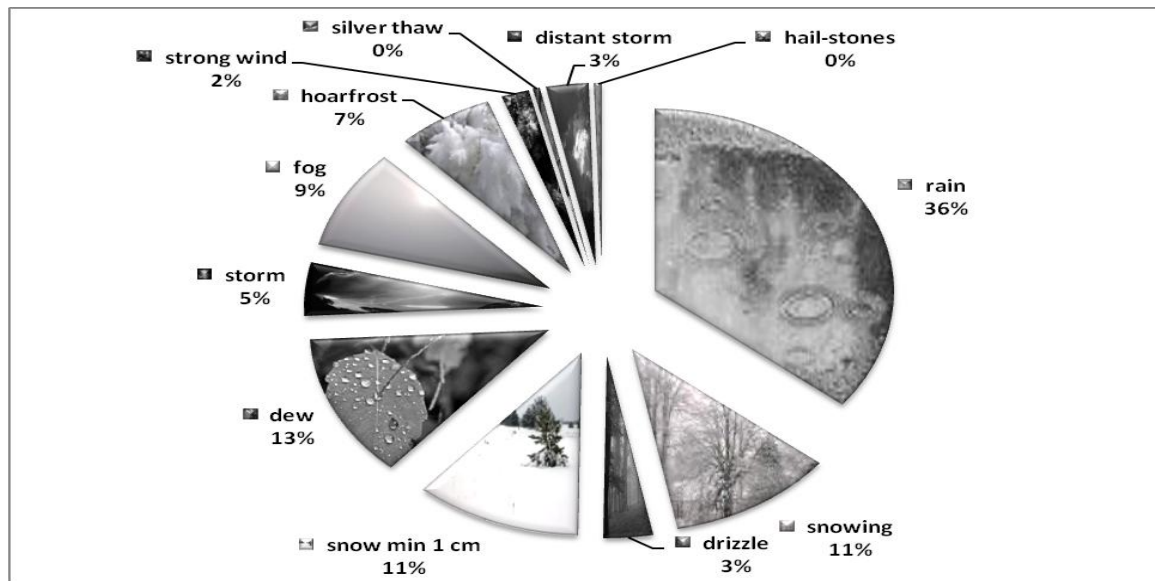 silver thaw
0%
distant storm
3%
hail-stones
0%
strong wind
2%
hoarfrost
7%
fog
9%
rain
36%
storm
5%
dew
13%
snow min 1 cm
11%
drizzle
3%
snowing
11%